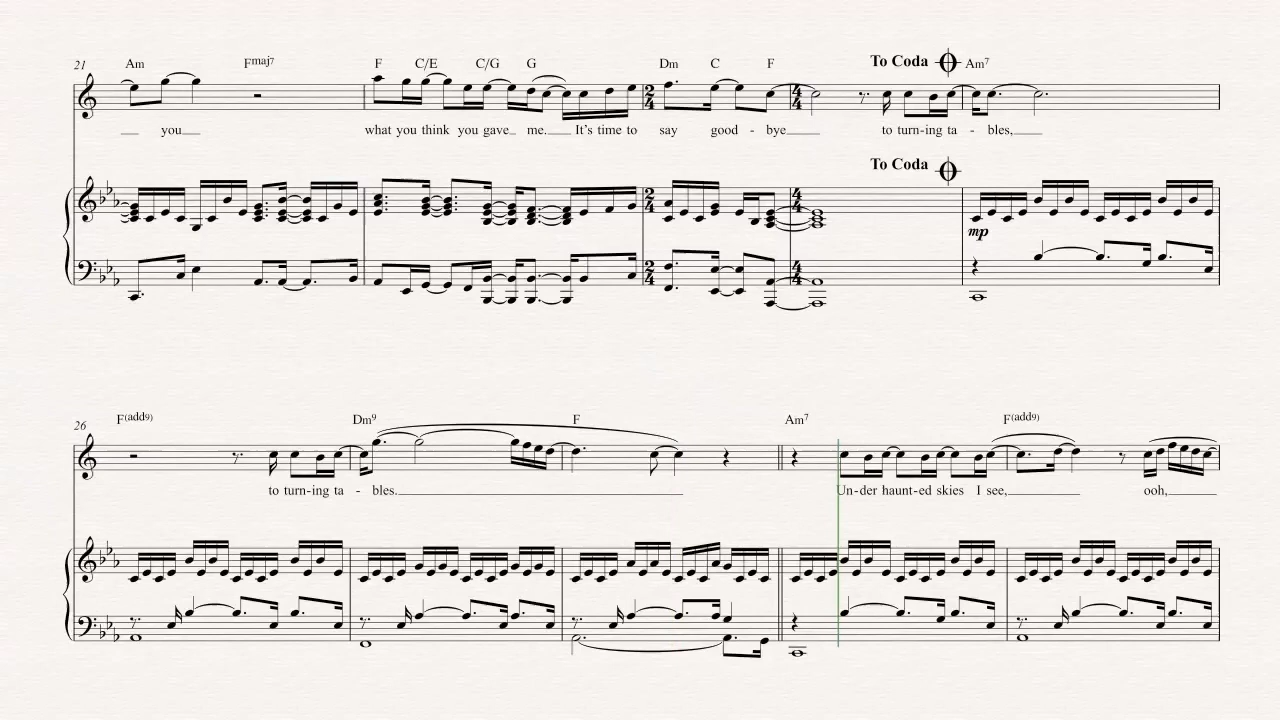 21 Am Fmaj7 F C/E C/G G Dm C F To Coda Am7
you what you think you gave me. It's time to say good - bye to turn-ing ta - bles,
To Coda
mp
26 F(add9) Dm9 F Am7 F(add9)
to turn-ing ta - bles. Un-der haunt-ed skies I see, ooh,